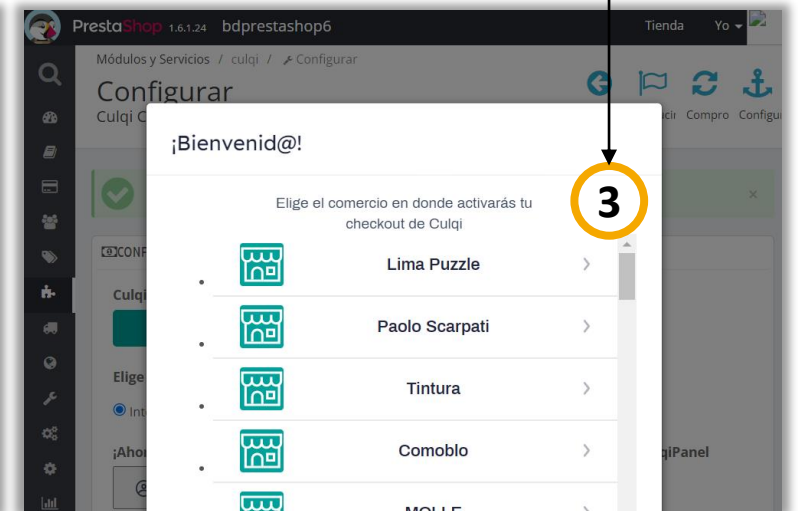 PrestaShop 1.6.1.24 bdprestashop6 Tienda Yo
Módulos y Servicios / culqi / Configurar
Configurar
Culqi C
Compro Configu
¡Bienvenid@!
3
Elige el comercio en donde activarás tu
checkout de Culqi
×
CONF
Lima Puzzle
Culqi
Paolo Scarpati
Elige
Tintura
Int
¡Aho
Comoblo
qiPanel